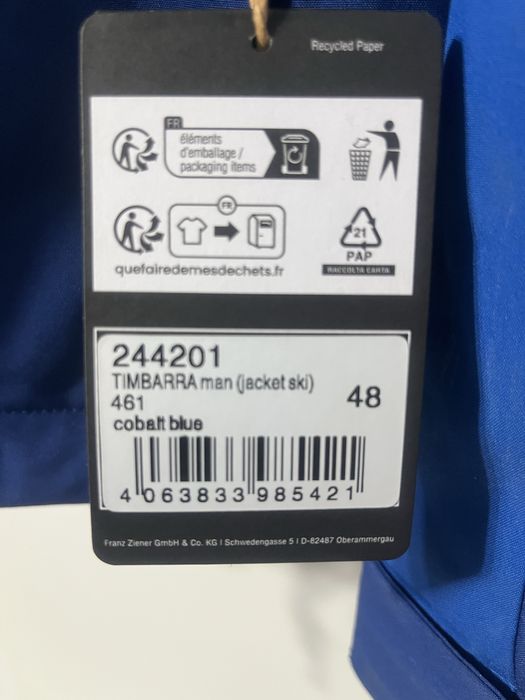 Recycled Paper
FR
éléments
d'emballage /
packaging items
FR
quefairedemesdechets.fr
21
PAP
RACCOLTA CARTA
244201
TIMBARRA man (jacket ski)
461
48
cobalt blue
4 063833 985421
Franz Ziener GmbH & Co. KG I Schwedengasse 5 I D-82487 Oberammergau